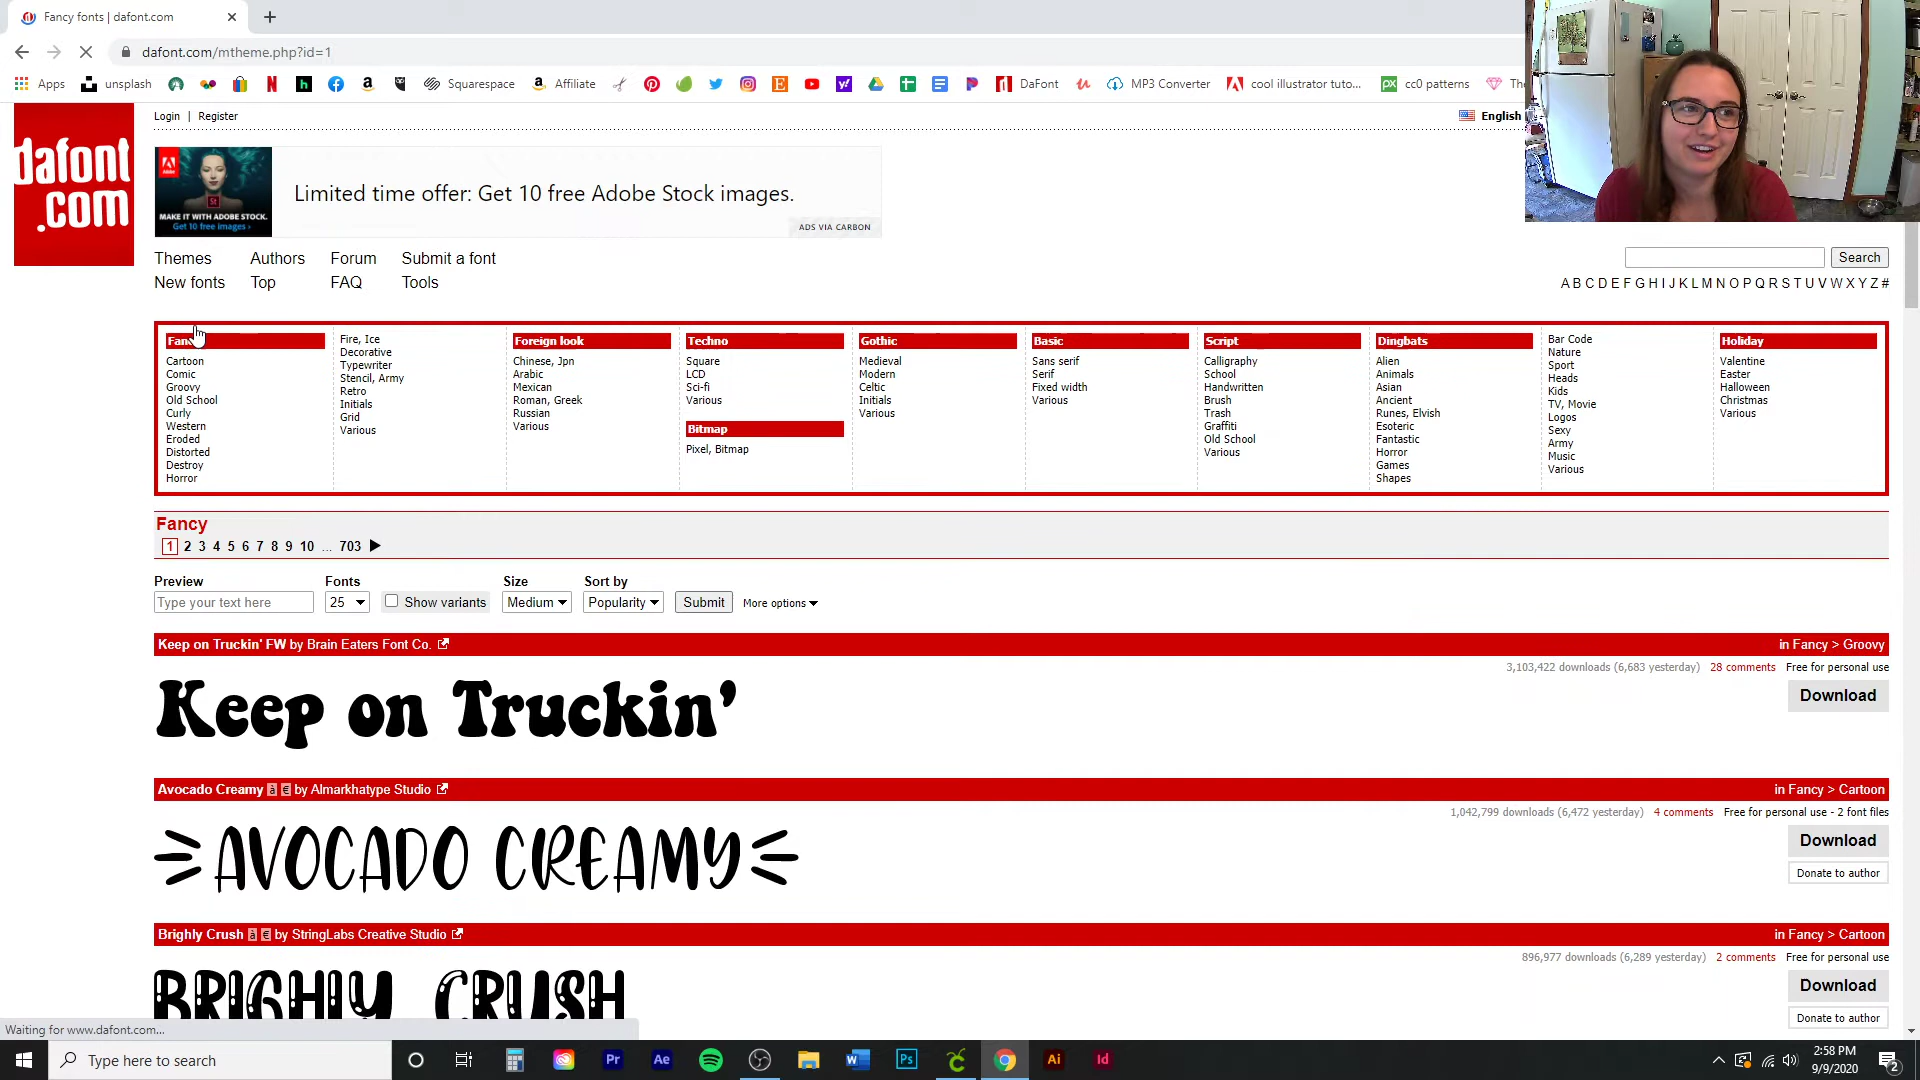 Fancy fonts | dafont.com
dafont.com/mtheme.php?id=1
Apps unsplash Squarespace Affiliate DaFont MP3 Converter cool illustrator tuto... cc0 patterns
dafont
.com
Login | Register
English
MAKE IT WITH ADOBE STOCK.
Get 10 free images ›
Limited time offer: Get 10 free Adobe Stock images.
ADS VIA CARBON
Themes Authors Forum Submit a font
New fonts Top FAQ Tools
Search
A B C D E F G H I J K L M N O P Q R S T U V W X Y Z #
Cartoon
Comic
Groovy
Old School
Curly
Western
Eroded
Distorted
Destroy
Horror
Fire, Ice
Decorative
Typewriter
Stencil, Army
Retro
Initials
Grid
Various
Foreign look
Chinese, Jpn
Arabic
Mexican
Roman, Greek
Russian
Various
Techno
Square
LCD
Sci-fi
Various
Bitmap
Pixel, Bitmap
Gothic
Medieval
Modern
Celtic
Initials
Various
Basic
Sans serif
Serif
Fixed width
Various
Script
Calligraphy
School
Handwritten
Brush
Trash
Graffiti
Old School
Various
Dingbats
Alien
Animals
Asian
Ancient
Runes, Elvish
Esoteric
Fantastic
Horror
Games
Shapes
Bar Code
Nature
Sport
Heads
Kids
TV, Movie
Logos
Sexy
Army
Music
Various
Holiday
Valentine
Easter
Halloween
Christmas
Various
Fancy
1 2 3 4 5 6 7 8 9 10 ... 703
Preview Fonts Size Sort by
Type your text here 25 Show variants Medium Popularity Submit More options
Keep on Truckin' FW by Brain Eaters Font Co. in Fancy > Groovy
3,103,422 downloads (6,683 yesterday) 28 comments Free for personal use
Keep on Truckin'
Download
Avocado Creamy à € by Almarkhatype Studio in Fancy > Cartoon
1,042,799 downloads (6,472 yesterday) 4 comments Free for personal use - 2 font files
AVOCADO CREAMY
Download
Donate to author
Brighly Crush à € by StringLabs Creative Studio in Fancy > Cartoon
896,977 downloads (6,289 yesterday) 2 comments Free for personal use
BRIGHLY CRUSH
Download
Donate to author
Waiting for www.dafont.com...
Type here to search
Pr Ae Ps Ai Id
2:58 PM
9/9/2020
2